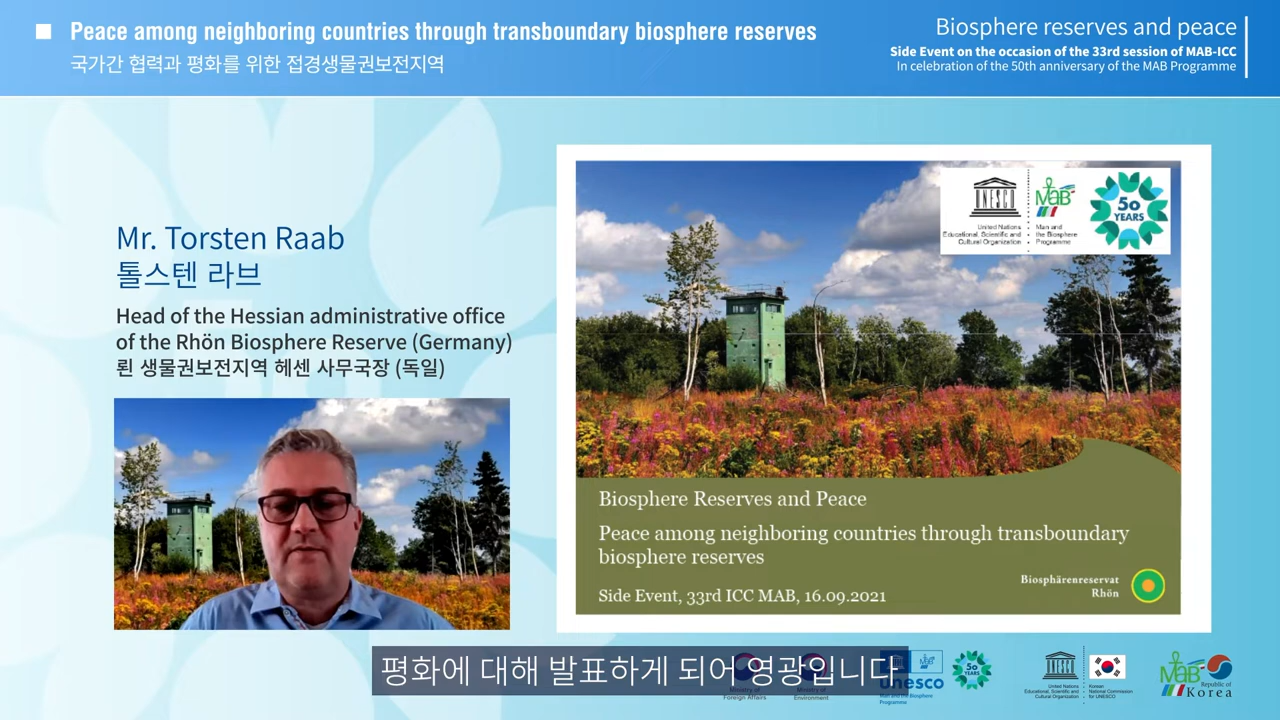 Peace among neighboring countries through transboundary biosphere reserves
국가간 협력과 평화를 위한 접경생물권보전지역
Biosphere reserves and peace
Side Event on the occasion of the 33rd session of MAB-ICC
In celebration of the 50th anniversary of the MAB Programme
Mr. Torsten Raab
톨스텐 라브
Head of the Hessian administrative office
of the Rhön Biosphere Reserve (Germany)
뢴 생물권보전지역 헤센 사무국장 (독일)
UNESCO
United Nations
Educational, Scientific and
Cultural Organization
MaB
Man and
the Biosphere
Programme
50
YEARS
Biosphere Reserves and Peace
Peace among neighboring countries through transboundary
biosphere reserves
Side Event, 33rd ICC MAB, 16.09.2021
Biosphärenreservat
Rhön
평화에 대해 발표하게 되어 영광입니다
Ministry of
Foreign Affairs
Ministry of
Environment
unesco
Man and the Biosphere
Programme
50
YEARS
United Nations
Educational, Scientific and
Cultural Organization
Korean
National Commission
for UNESCO
MAB
Republic of
Korea